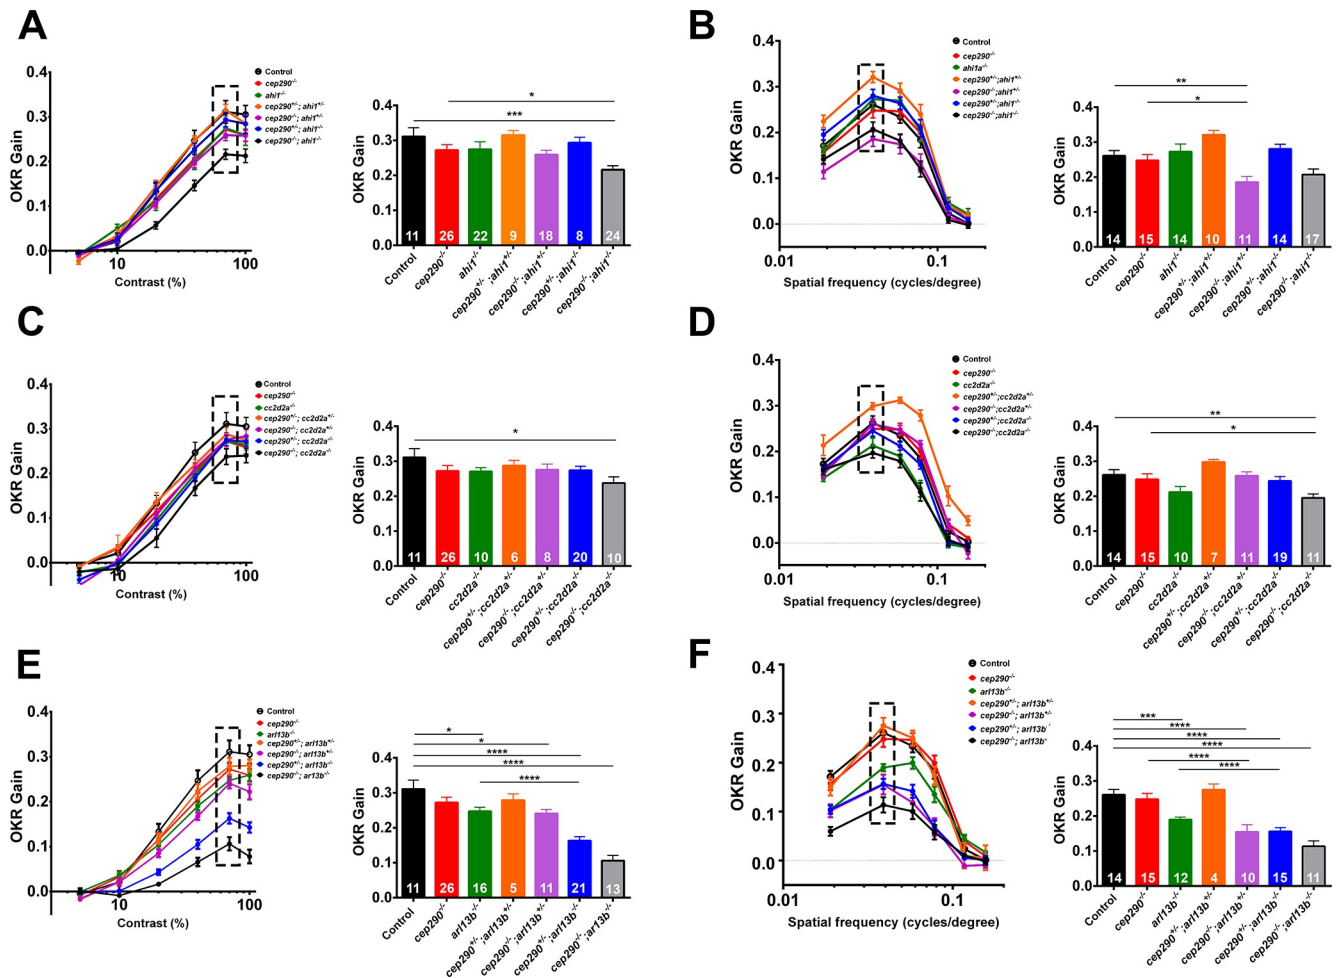 A
OKR Gain
0.4
0.3
0.2
0.1
0.0
10
100
Contrast (%)
Control
cep290-/-
ahi1-/-
cep290+/-; ahi1+/-
cep290-/-; ahi1+/-
cep290+/-; ahi1-/-
cep290-/-; ahi1-/-
OKR Gain
0.4
0.3
0.2
0.1
0.0
*
***
11 26 22 9 18 8 24
Control
cep290-/-
ahi1-/-
cep290+/-;ahi1+/-
cep290-/-;ahi1+/-
cep290+/-;ahi1-/-
cep290-/-;ahi1-/-
B
OKR Gain
0.4
0.3
0.2
0.1
0.0
0.01
0.1
Spatial frequency (cycles/degree)
Control
cep290-/-
ahi1a-/-
cep290+/-;ahi1+/-
cep290-/-;ahi1+/-
cep290+/-;ahi1-/-
cep290-/-;ahi1-/-
OKR Gain
0.4
0.3
0.2
0.1
0.0
**
*
14 15 14 10 11 14 17
Control
cep290-/-
ahi1-/-
cep290+/-;ahi1+/-
cep290-/-;ahi1+/-
cep290+/-;ahi1-/-
cep290-/-;ahi1-/-
C
OKR Gain
0.4
0.3
0.2
0.1
0.0
10
100
Contrast (%)
Control
cep290-/-
cc2d2a-/-
cep290+/-; cc2d2a+/-
cep290-/-; cc2d2a+/-
cep290+/-; cc2d2a-/-
cep290-/-; cc2d2a-/-
OKR Gain
0.4
0.3
0.2
0.1
0.0
*
11 26 10 6 8 20 10
Control
cep290-/-
cc2d2a-/-
cep290+/-;cc2d2a+/-
cep290-/-;cc2d2a+/-
cep290+/-;cc2d2a-/-
cep290-/-;cc2d2a-/-
D
OKR Gain
0.4
0.3
0.2
0.1
0.0
0.01
0.1
Spatial frequency (cycles/degree)
Control
cep290-/-
cc2d2a-/-
cep290+/-;cc2d2a+/-
cep290-/-;cc2d2a+/-
cep290+/-;cc2d2a-/-
cep290-/-;cc2d2a-/-
OKR Gain
0.4
0.3
0.2
0.1
0.0
**
*
14 15 10 7 11 19 11
Control
cep290-/-
cc2d2a-/-
cep290+/-;cc2d2a+/-
cep290-/-;cc2d2a+/-
cep290+/-;cc2d2a-/-
cep290-/-;cc2d2a-/-
E
OKR Gain
0.4
0.3
0.2
0.1
0.0
10
100
Contrast (%)
Control
cep290-/-
arl13b-/-
cep290+/-; arl13b+/-
cep290-/-; arl13b+/-
cep290+/-; arl13b-/-
cep290-/-; arl13b-/-
OKR Gain
0.4
0.3
0.2
0.1
0.0
*
*
****
****
****
11 26 16 5 11 21 13
Control
cep290-/-
arl13b-/-
cep290+/-;arl13b+/-
cep290-/-;arl13b+/-
cep290+/-;arl13b-/-
cep290-/-;arl13b-/-
F
OKR Gain
0.4
0.3
0.2
0.1
0.0
0.01
0.1
Spatial frequency (cycles/degree)
Control
cep290-/-
arl13b-/-
cep290+/-; arl13b+/-
cep290-/-; arl13b+/-
cep290+/-; arl13b-
cep290-/-; arl13b-
OKR Gain
0.4
0.3
0.2
0.1
0.0
***
****
****
****
****
****
14 15 12 4 10 15 11
Control
cep290-/-
arl13b-/-
cep290+/-;arl13b+/-
cep290-/-;arl13b+/-
cep290+/-;arl13b-/-
cep290-/-;arl13b-/-